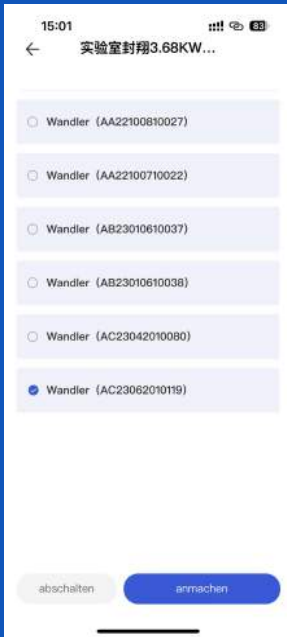 15:01
83
实验室封翔3.68KW...
Wandler (AA22100810027)
Wandler (AA22100710022)
Wandler (AB23010610037)
Wandler (AB23010610038)
Wandler (AC23042010080)
Wandler (AC23062010119)
abschalten
anmachen